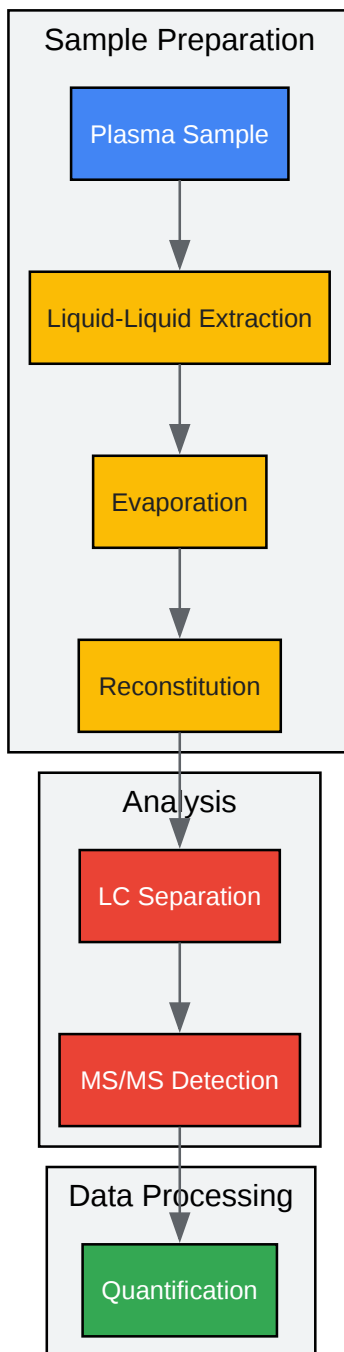 Sample Preparation
Plasma Sample
Liquid-Liquid Extraction
Evaporation
Reconstitution
Analysis
LC Separation
MS/MS Detection
Data Processing
Quantification